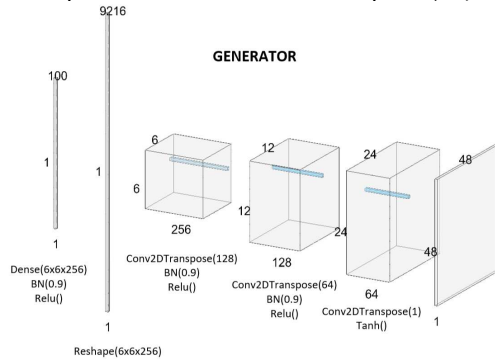 9216
GENERATOR
100
1
1
1
1
6
6
256
12
12
128
24
24
64
48
48
1
Dense(6x6x256)
BN(0.9)
Relu()
Reshape(6x6x256)
Conv2DTranspose(128)
BN(0.9)
Relu()
Conv2DTranspose(64)
BN(0.9)
Relu()
Conv2DTranspose(1)
Tanh()